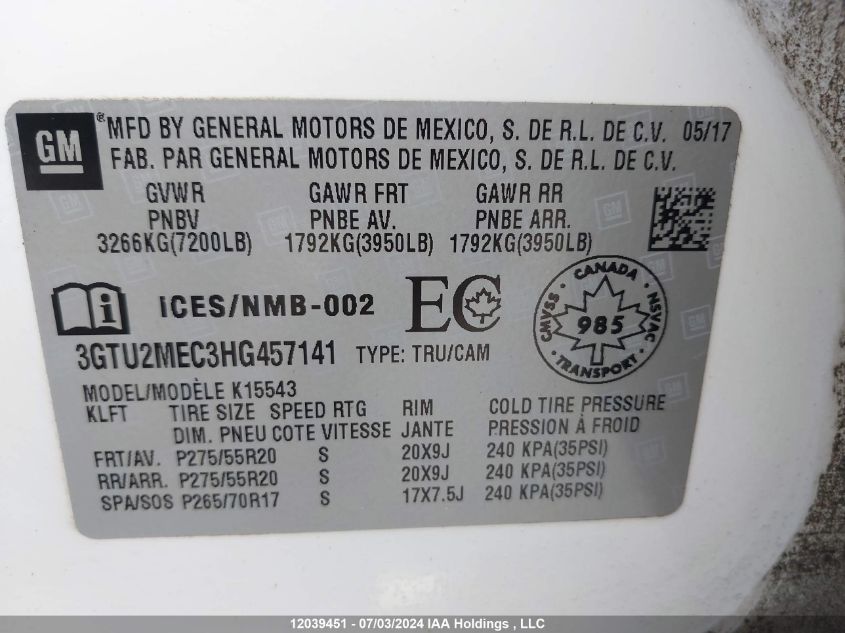 GM ® MFD BY GENERAL MOTORS DE MEXICO, S. DE R.L. DE C.V. 05/17
FAB. PAR GENERAL MOTORS DE MEXICO, S. DE R.L. DE C.V.
GVWR GAWR FRT GAWR RR
PNBV PNBE AV. PNBE ARR.
3266KG(7200LB) 1792KG(3950LB) 1792KG(3950LB)
i ICES/NMB-002 EC
CANADA
CMVSS 985 NSVAC
TRANSPORT
3GTU2MEC3HG457141 TYPE: TRU/CAM
MODEL/MODÈLE K15543
KLFT TIRE SIZE SPEED RTG RIM COLD TIRE PRESSURE
DIM. PNEU COTE VITESSE JANTE PRESSION À FROID
FRT/AV. P275/55R20 S 20X9J 240 KPA(35PSI)
RR/ARR. P275/55R20 S 20X9J 240 KPA(35PSI)
SPA/SOS P265/70R17 S 17X7.5J 240 KPA(35PSI)
12039451 - 07/03/2024 IAA Holdings , LLC